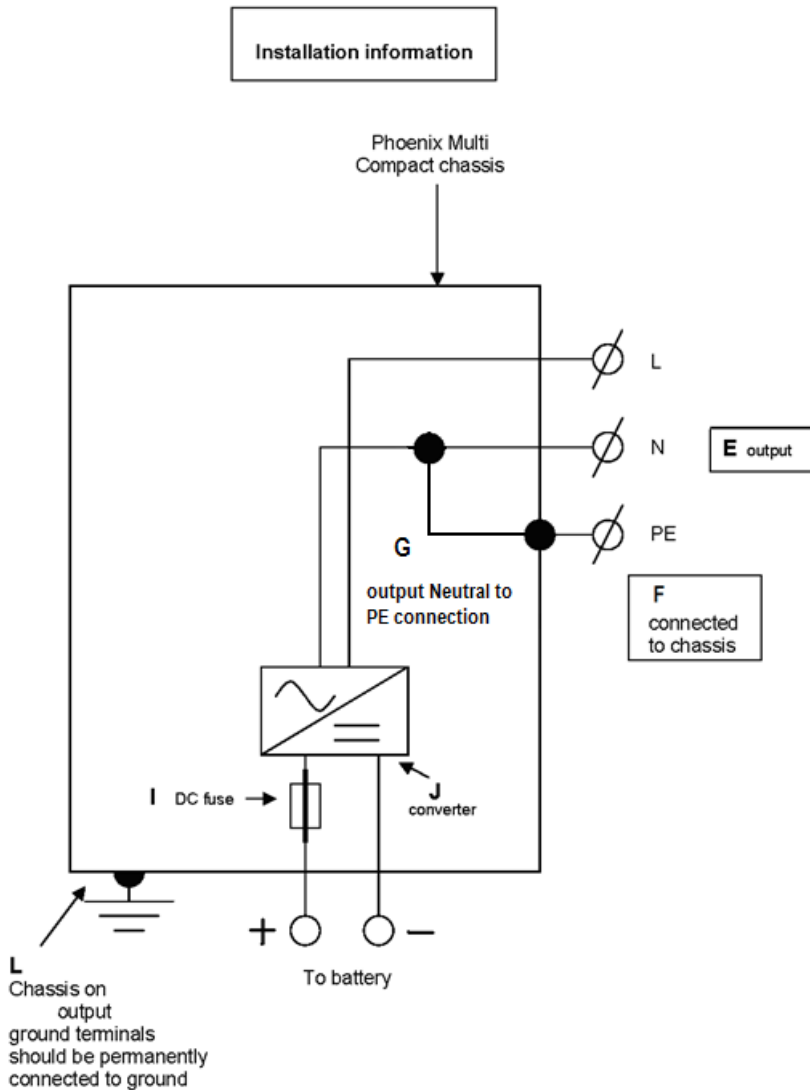 Installation information
Phoenix Multi
Compact chassis
L
N
E output
PE
G
output Neutral to
PE connection
F
connected
to chassis
I DC fuse
J
converter
+
−
To battery
L
Chassis on
output
ground terminals
should be permanently
connected to ground